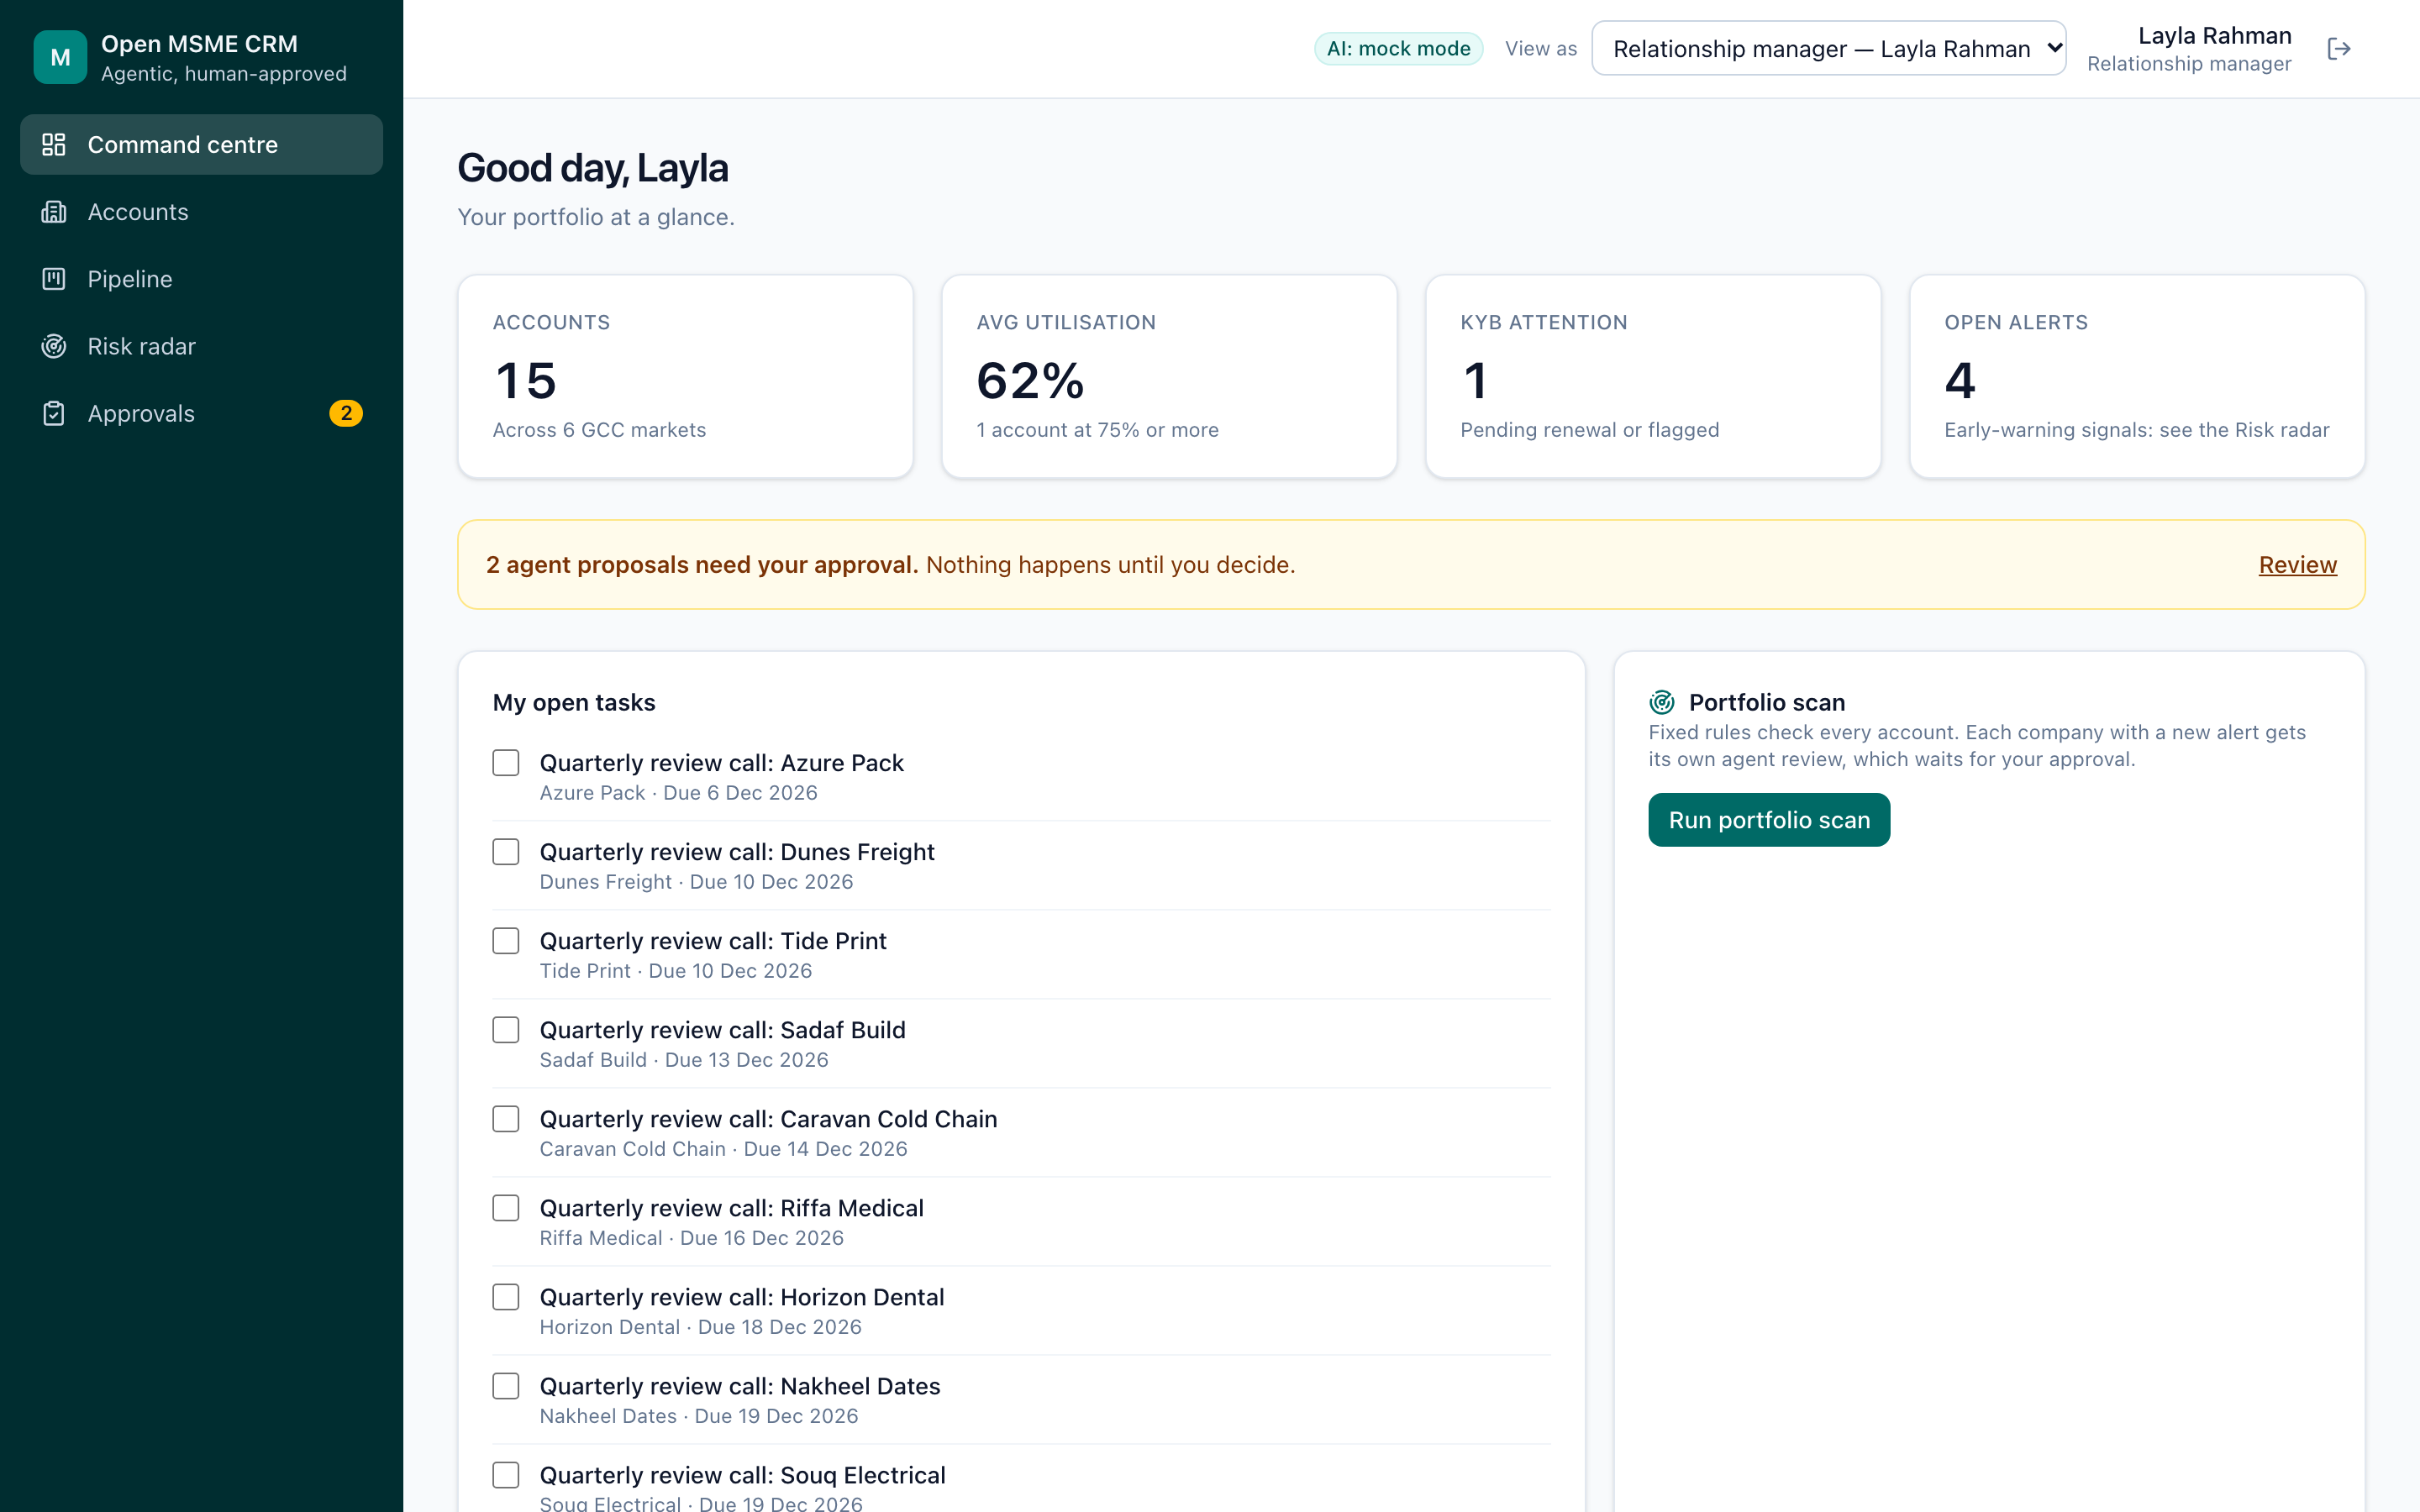 M
Open MSME CRM
Agentic, human-approved
Command centre
Accounts
Pipeline
Risk radar
Approvals
2
AI: mock mode
View as
Relationship manager — Layla Rahman
Layla Rahman
Relationship manager
Good day, Layla
Your portfolio at a glance.
ACCOUNTS
15
Across 6 GCC markets
AVG UTILISATION
62%
1 account at 75% or more
KYB ATTENTION
1
Pending renewal or flagged
OPEN ALERTS
4
Early-warning signals: see the Risk radar
2 agent proposals need your approval. Nothing happens until you decide.
Review
My open tasks
Quarterly review call: Azure Pack
Azure Pack · Due 6 Dec 2026
Quarterly review call: Dunes Freight
Dunes Freight · Due 10 Dec 2026
Quarterly review call: Tide Print
Tide Print · Due 10 Dec 2026
Quarterly review call: Sadaf Build
Sadaf Build · Due 13 Dec 2026
Quarterly review call: Caravan Cold Chain
Caravan Cold Chain · Due 14 Dec 2026
Quarterly review call: Riffa Medical
Riffa Medical · Due 16 Dec 2026
Quarterly review call: Horizon Dental
Horizon Dental · Due 18 Dec 2026
Quarterly review call: Nakheel Dates
Nakheel Dates · Due 19 Dec 2026
Quarterly review call: Souq Electrical
Souq Electrical · Due 19 Dec 2026
Portfolio scan
Fixed rules check every account. Each company with a new alert gets
its own agent review, which waits for your approval.
Run portfolio scan